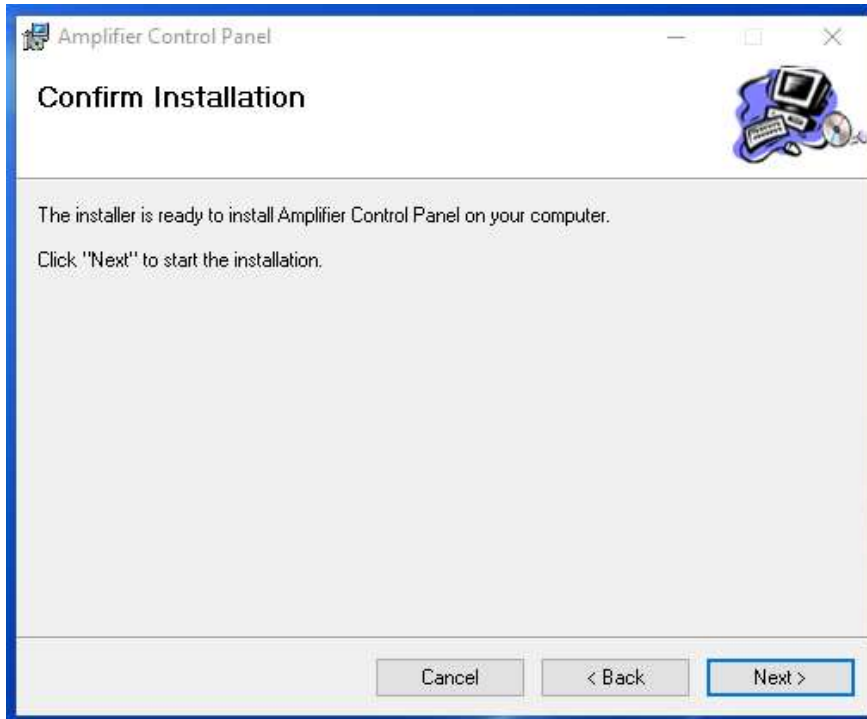 Amplifier Control Panel
Confirm Installation
The installer is ready to install Amplifier Control Panel on your computer.
Click "Next" to start the installation.
Cancel
< Back
Next >